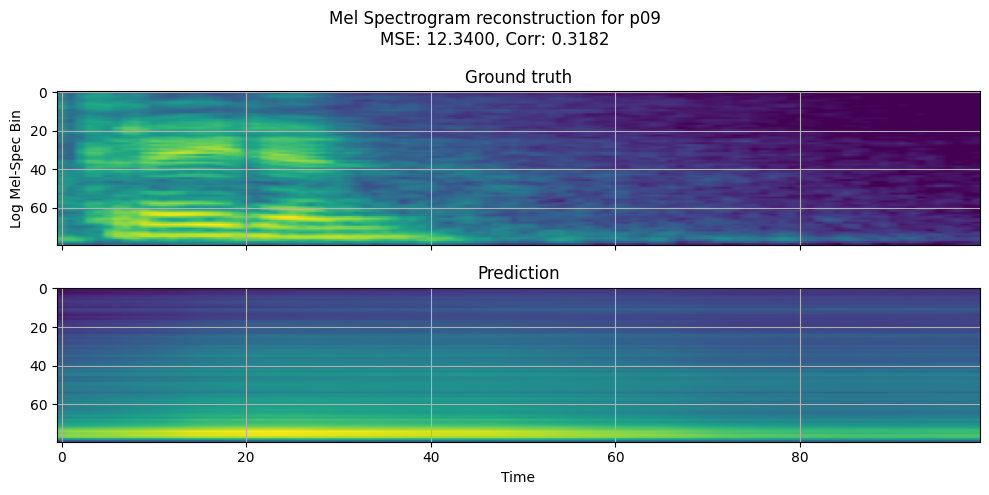 Mel Spectrogram reconstruction for p09
MSE: 12.3400, Corr: 0.3182
Ground truth
0
20
40
60
Log Mel-Spec Bin
Prediction
0
20
40
60
0 20 40 60 80
Time